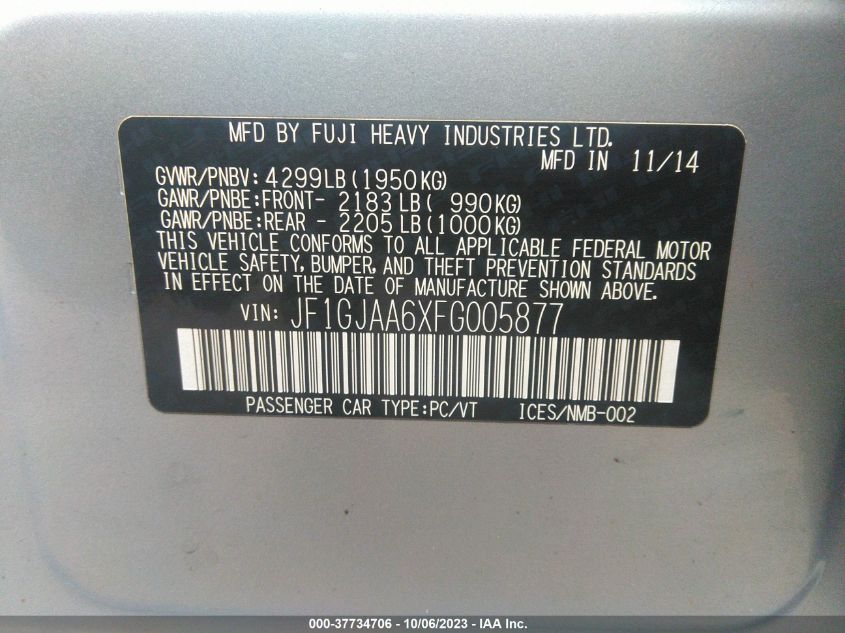 MFD BY FUJI HEAVY INDUSTRIES LTD.
MFD IN 11/14
GVWR/PNBV: 4299LB(1950KG)
GAWR/PNBE:FRONT- 2183LB( 990KG)
GAWR/PNBE:REAR - 2205LB(1000KG)
THIS VEHICLE CONFORMS TO ALL APPLICABLE FEDERAL MOTOR
VEHICLE SAFETY, BUMPER, AND THEFT PREVENTION STANDARDS
IN EFFECT ON THE DATE OF MANUFACTURE SHOWN ABOVE.
VIN: JF1GJAA6XFG005877
PASSENGER CAR TYPE:PC/VT ICES/NMB-002
000-37734706 - 10/06/2023 - IAA Inc.